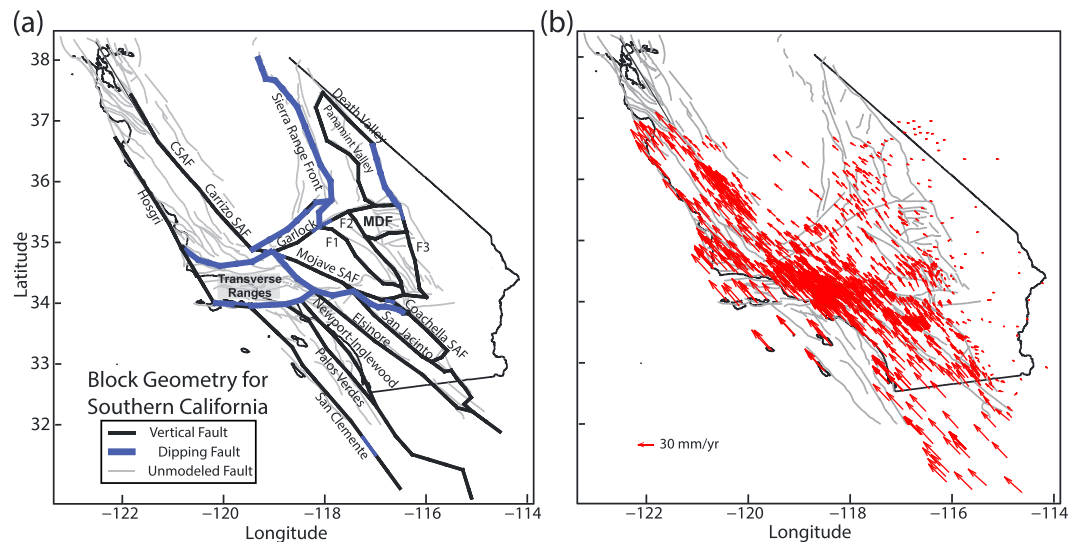 (a)
38
37
36
35
34
33
32
Latitude
−122
−120
−118
−116
−114
Longitude
CSAF
Carrizo SAF
Hosgri
Sierra Range Front
Death Valley
Panamint Valley
Garlock
F1
F2
MDF
F3
Mojave SAF
Transverse
Ranges
Coachella SAF
San Jacinto
Elsinore
Newport-Inglewood
Palos Verdes
San Clemente
Block Geometry for
Southern California
Vertical Fault
Dipping Fault
Unmodeled Fault
(b)
30 mm/yr
−122
−120
−118
−116
−114
Longitude